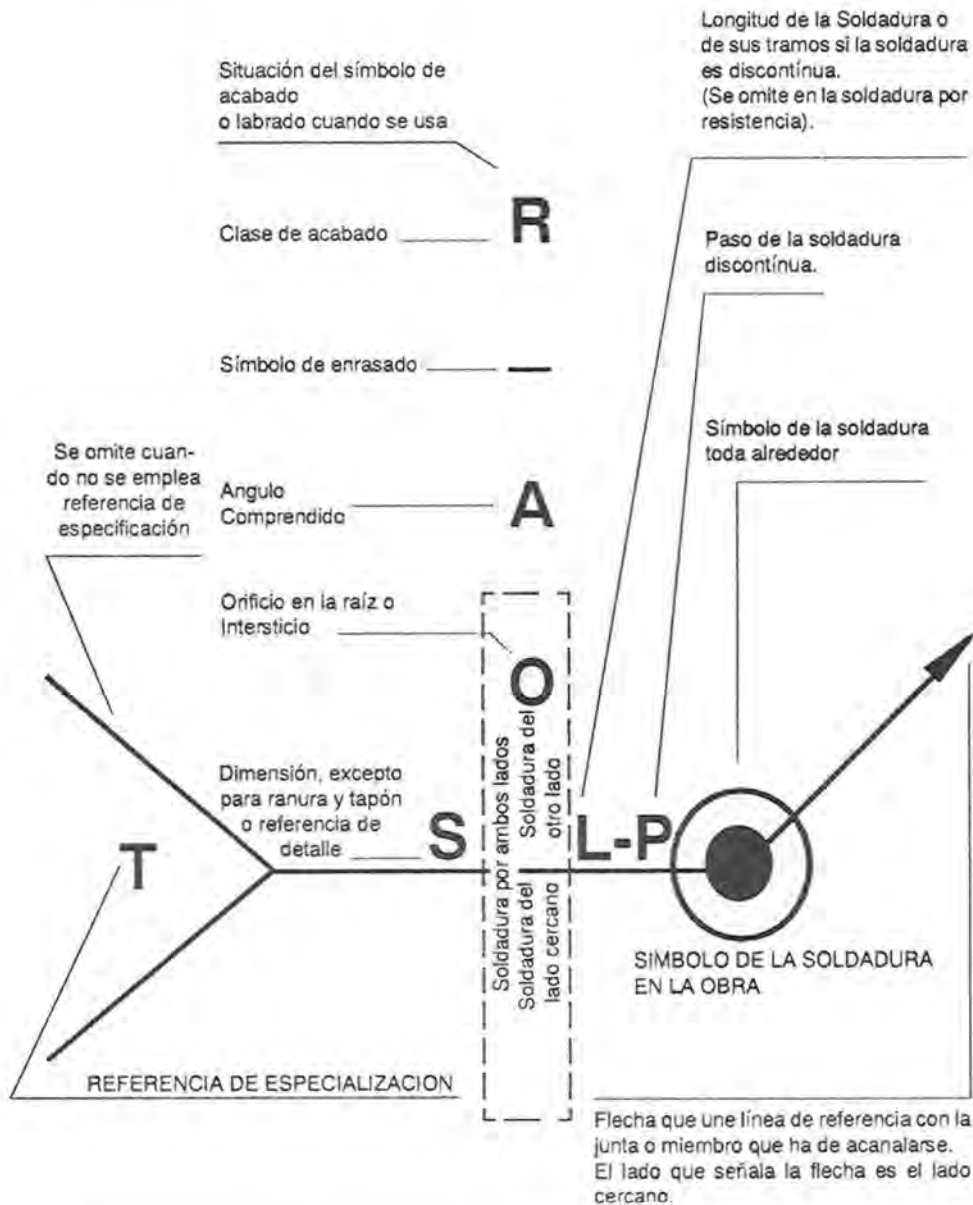 Longitud de la Soldadura o
de sus tramos si la soldadura
es discontínua.
(Se omite en la soldadura por
resistencia).
Situación del símbolo de
acabado
o labrado cuando se usa
R
Clase de acabado
Paso de la soldadura
discontínua.
Símbolo de enrasado
Símbolo de la soldadura
toda alrededor
Se omite cuan-
do no se emplea
referencia de
especificación
Angulo
Comprendido
A
Orificio en la raíz o
Intersticio
O
Dimensión, excepto
para ranura y tapón
o referencia de
detalle
S
Soldadura por ambos lados
Soldadura del
otro lado
Soldadura del
lado cercano
L-P
T
SIMBOLO DE LA SOLDADURA
EN LA OBRA
REFERENCIA DE ESPECIALIZACION
Flecha que une línea de referencia con la
junta o miembro que ha de acanalarse.
El lado que señala la flecha es el lado
cercano.